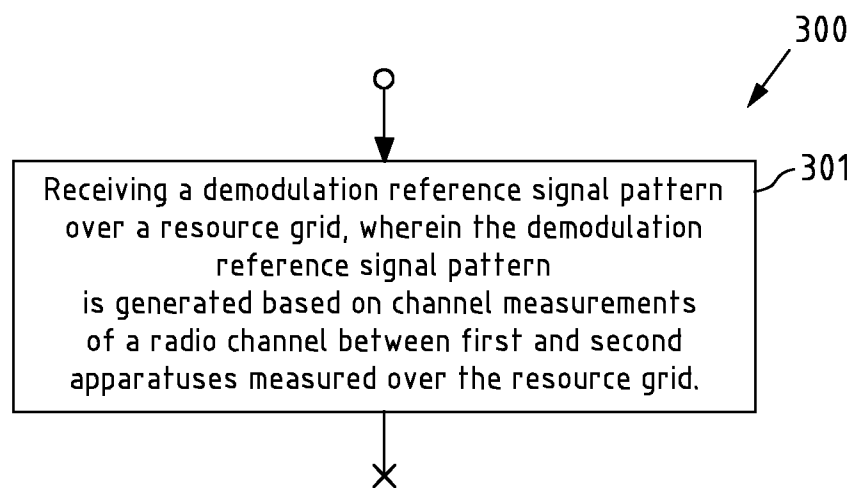 300
301
Receiving a demodulation reference signal pattern
over a resource grid, wherein the demodulation
reference signal pattern
is generated based on channel measurements
of a radio channel between first and second
apparatuses measured over the resource grid.